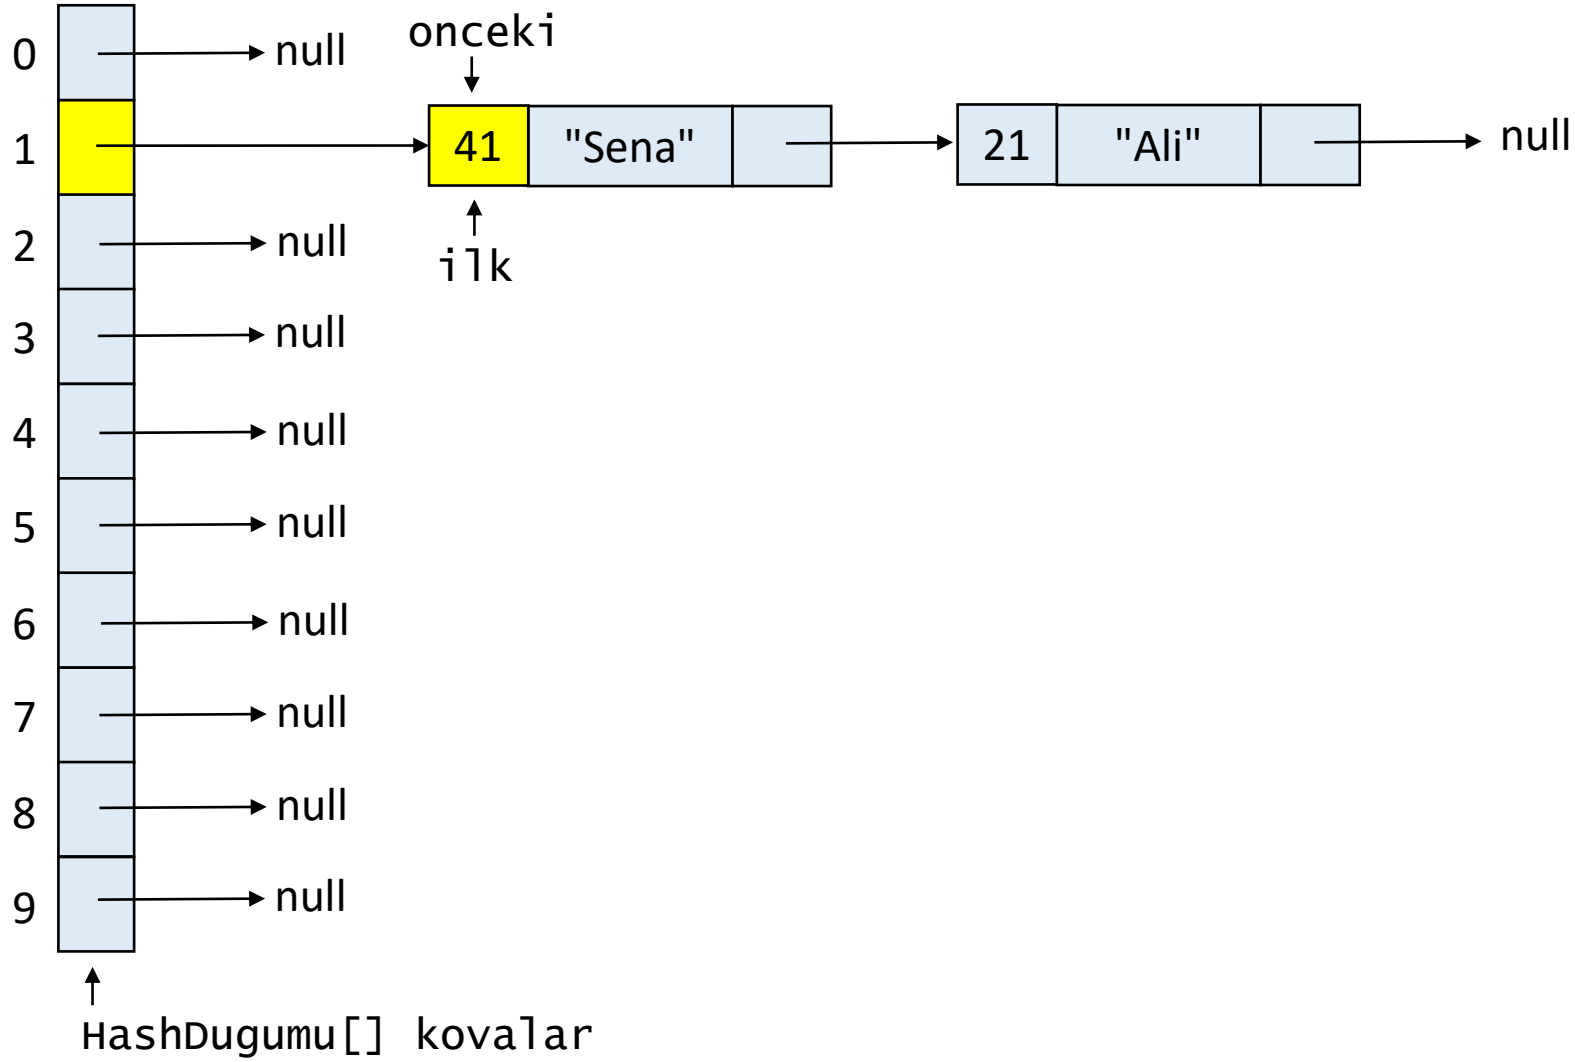 0 null
onceki
1 41 "Sena" 21 "Ali" null
ilk
2 null
3 null
4 null
5 null
6 null
7 null
8 null
9 null
HashDugumu[] kovalar